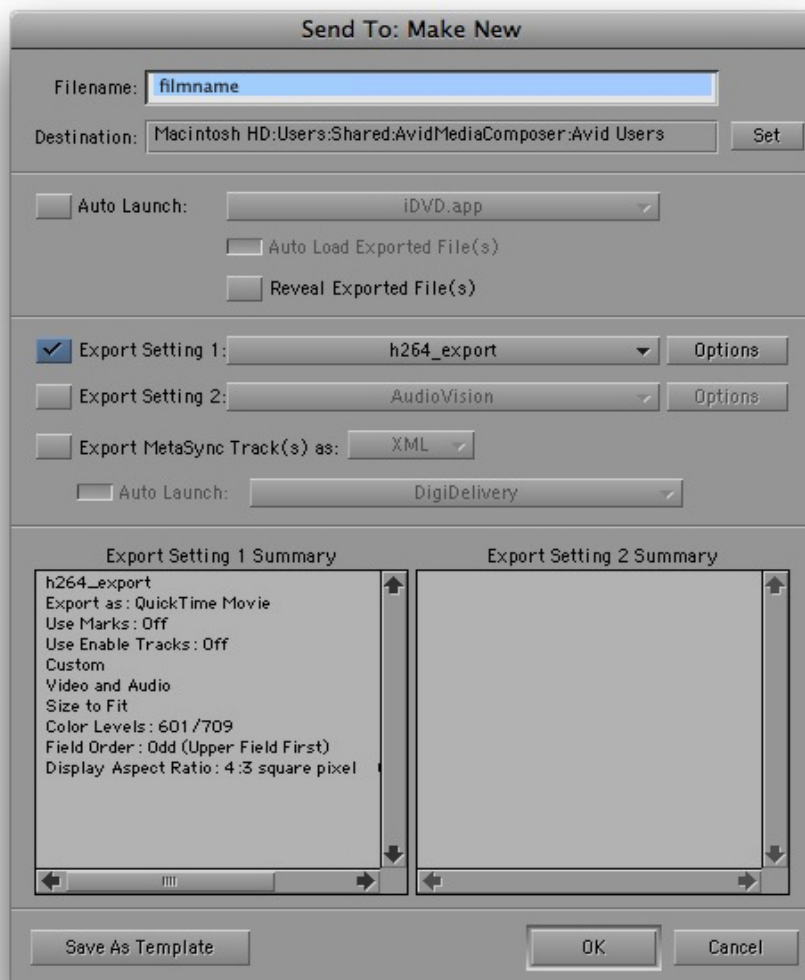 Send To: Make New
Filename: filmname
Destination: Macintosh HD:Users:Shared:AvidMediaComposer:Avid Users Set
Auto Launch: iDVD.app
Auto Load Exported File(s)
Reveal Exported File(s)
Export Setting 1: h264_export Options
Export Setting 2: AudioVision Options
Export MetaSync Track(s) as: XML
Auto Launch: DigiDelivery
Export Setting 1 Summary
h264_export
Export as: QuickTime Movie
Use Marks: Off
Use Enable Tracks: Off
Custom
Video and Audio
Size to Fit
Color Levels: 601/709
Field Order: Odd (Upper Field First)
Display Aspect Ratio: 4:3 square pixel
Export Setting 2 Summary
Save As Template OK Cancel